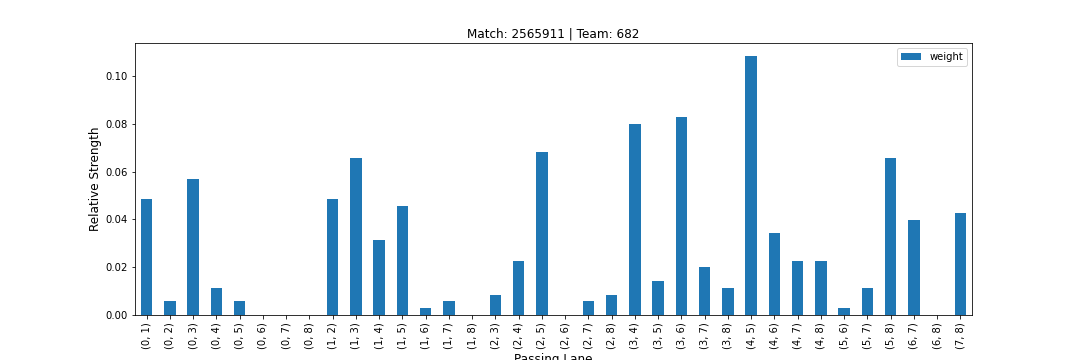 Match: 2565911 | Team: 682
weight
Relative Strength
0.10
0.08
0.06
0.04
0.02
0.00
(0, 1) (0, 2) (0, 3) (0, 4) (0, 5) (0, 6) (0, 7) (0, 8) (1, 2) (1, 3) (1, 4) (1, 5) (1, 6) (1, 7) (1, 8) (2, 3) (2, 4) (2, 5) (2, 6) (2, 7) (2, 8) (3, 4) (3, 5) (3, 6) (3, 7) (3, 8) (4, 5) (4, 6) (4, 7) (4, 8) (5, 6) (5, 7) (5, 8) (6, 7) (6, 8) (7, 8)
Passing Lane